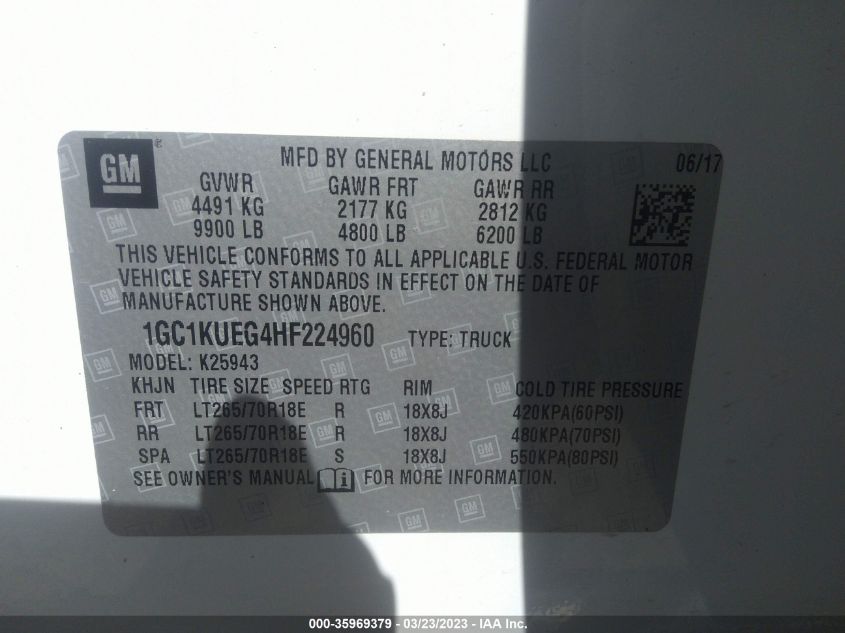 GM
MFD BY GENERAL MOTORS LLC 06/17
GVWR GAWR FRT GAWR RR
4491 KG 2177 KG 2812 KG
9900 LB 4800 LB 6200 LB
THIS VEHICLE CONFORMS TO ALL APPLICABLE U.S. FEDERAL MOTOR
VEHICLE SAFETY STANDARDS IN EFFECT ON THE DATE OF
MANUFACTURE SHOWN ABOVE.
1GC1KUEG4HF224960 TYPE: TRUCK
MODEL: K25943
KHJN TIRE SIZE SPEED RTG RIM COLD TIRE PRESSURE
FRT LT265/70R18E R 18X8J 420KPA(60PSI)
RR LT265/70R18E R 18X8J 480KPA(70PSI)
SPA LT265/70R18E S 18X8J 550KPA(80PSI)
SEE OWNER'S MANUAL FOR MORE INFORMATION.
000-35969379 — 03/23/2023 — © IAA Inc.